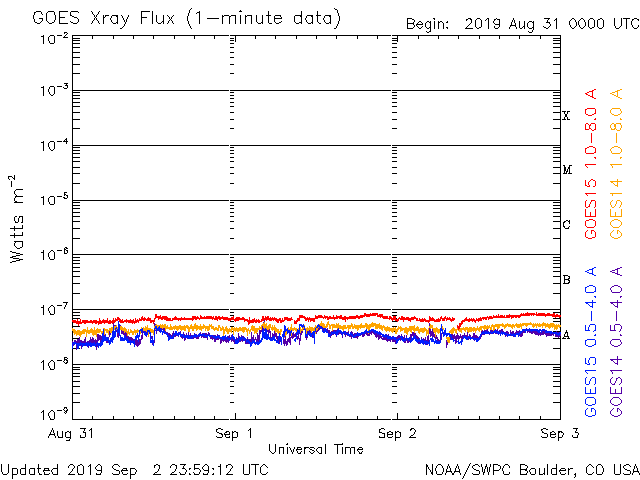 GOES Xray Flux (1-minute data)
Begin: 2019 Aug 31 0000 UTC
10-2
10-3
10-4
10-5
10-6
10-7
10-8
10-9
Watts m-2
X
M
C
B
A
GOES15 1.0-8.0 A
GOES14 1.0-8.0 A
GOES15 0.5-4.0 A
GOES14 0.5-4.0 A
Aug 31
Sep 1
Sep 2
Sep 3
Universal Time
Updated 2019 Sep 2 23:59:12 UTC
NOAA/SWPC Boulder, CO USA